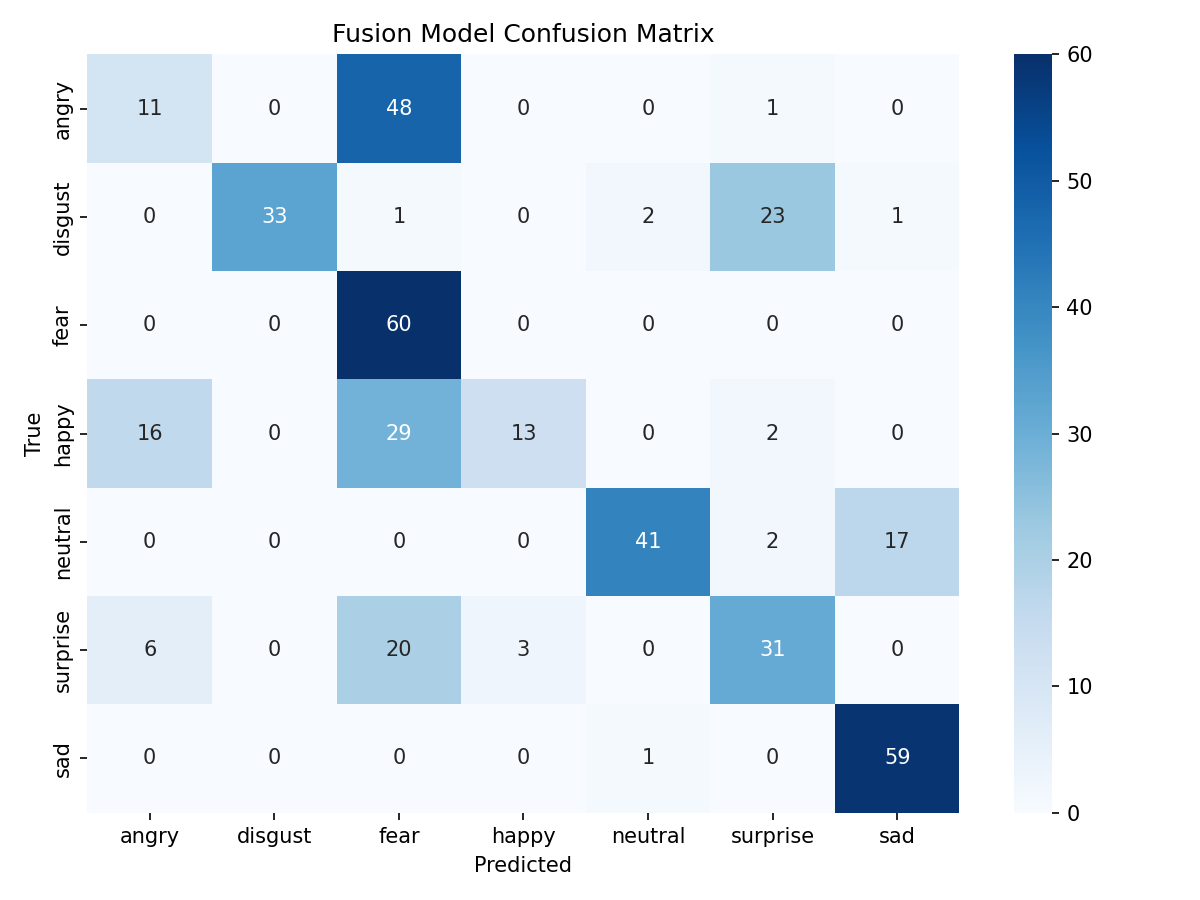 Fusion Model Confusion Matrix
angry 11 0 48 0 0 1 0
disgust 0 33 1 0 2 23 1
fear 0 0 60 0 0 0 0
happy 16 0 29 13 0 2 0
neutral 0 0 0 0 41 2 17
surprise 6 0 20 3 0 31 0
sad 0 0 0 0 1 0 59
angry disgust fear happy neutral surprise sad
Predicted
True
60
50
40
30
20
10
0